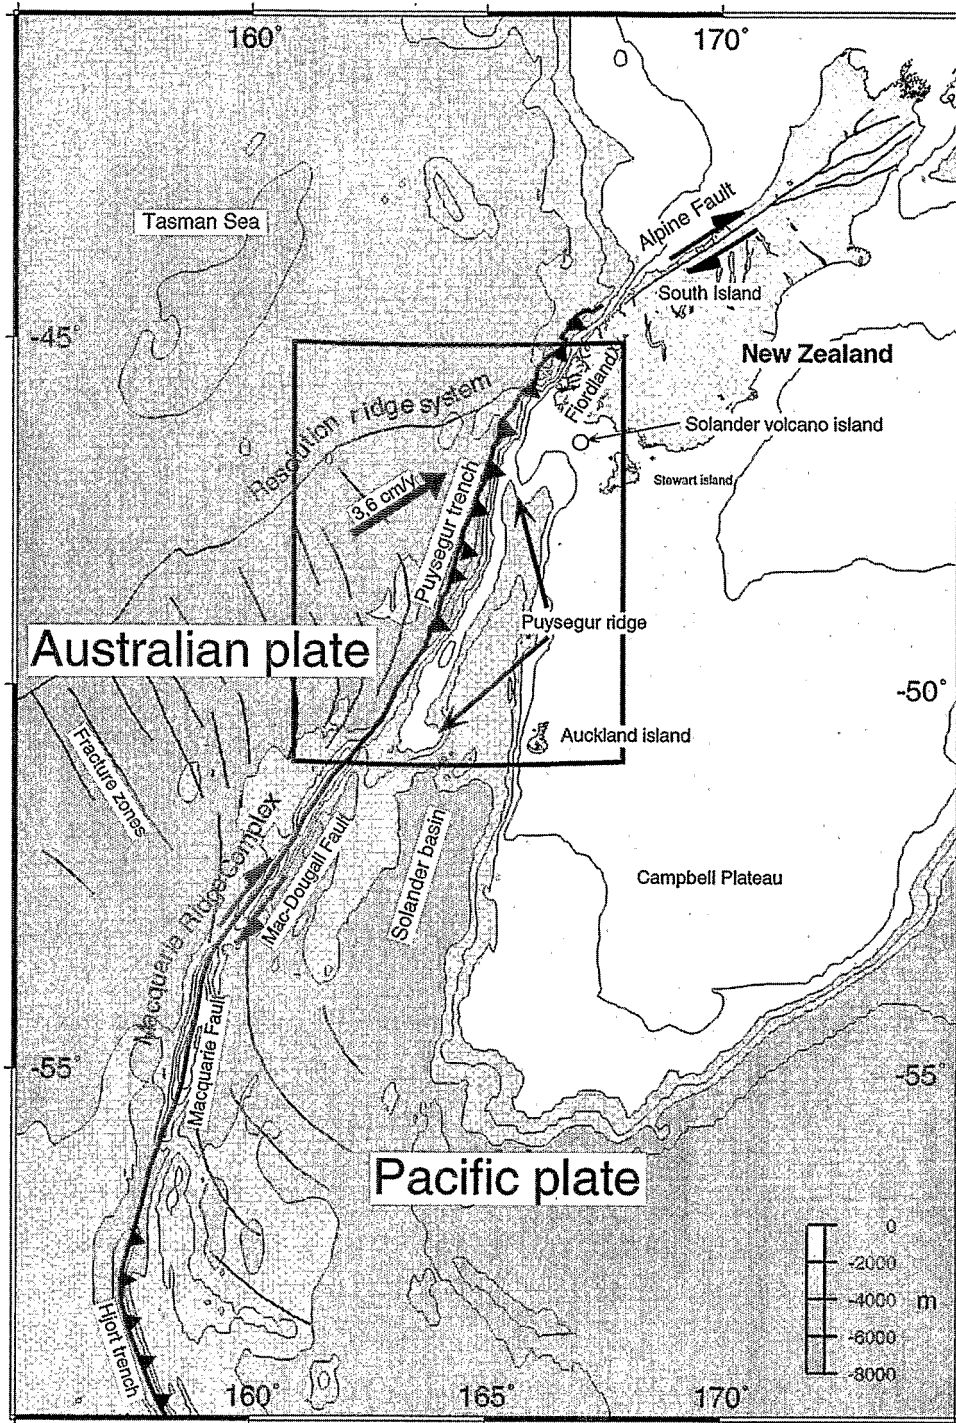 160°
170°
Tasman Sea
Alpine Fault
South Island
-45°
New Zealand
Fiordland
Resolution ridge system
Solander volcano island
3,6 cm/y
Stewart island
Puysegur trench
Puysegur ridge
Australian plate
-50°
Auckland island
Fracture zones
Macquarie Ridge Complex
Mac-Dougall Fault
Solander basin
Campbell Plateau
Macquarie Fault
-55°
-55°
Pacific plate
0
-2000
-4000
m
-6000
-8000
Hjort trench
160°
165°
170°